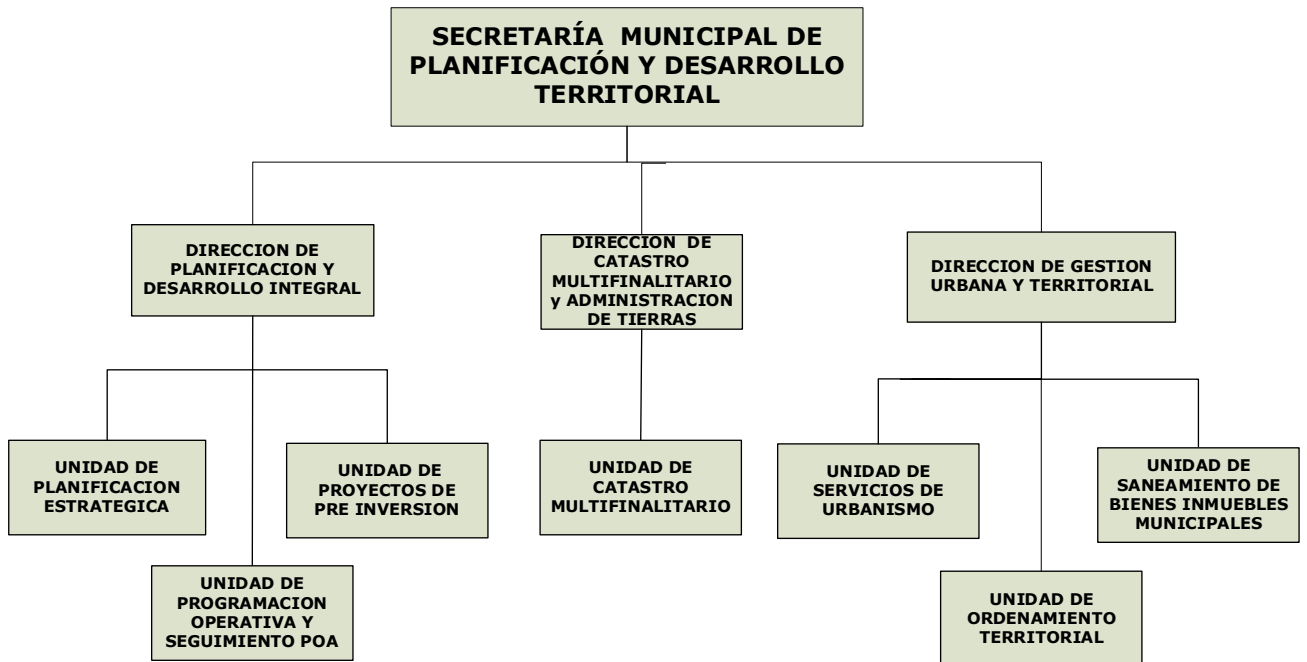 SECRETARÍA MUNICIPAL DE
PLANIFICACIÓN Y DESARROLLO
TERRITORIAL
DIRECCION DE
PLANIFICACION Y
DESARROLLO INTEGRAL
DIRECCION DE
CATASTRO
MULTIFINALITARIO
y ADMINISTRACION
DE TIERRAS
DIRECCION DE GESTION
URBANA Y TERRITORIAL
UNIDAD DE
PLANIFICACION
ESTRATEGICA
UNIDAD DE
PROYECTOS DE
PRE INVERSION
UNIDAD DE
CATASTRO
MULTIFINALITARIO
UNIDAD DE
SERVICIOS DE
URBANISMO
UNIDAD DE
SANEAMIENTO DE
BIENES INMUEBLES
MUNICIPALES
UNIDAD DE
PROGRAMACION
OPERATIVA Y
SEGUIMIENTO POA
UNIDAD DE
ORDENAMIENTO
TERRITORIAL